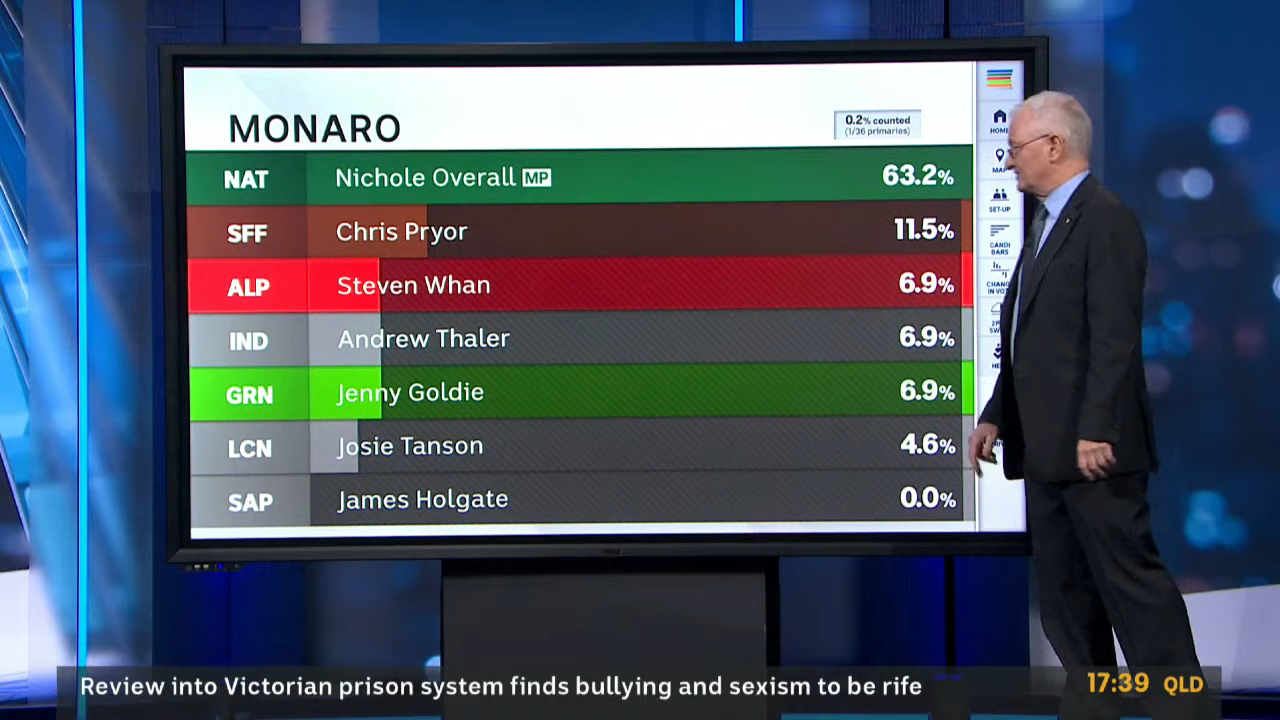 MONARO
0.2% counted
(1/36 primaries)
NAT Nichole Overall MP 63.2%
SFF Chris Pryor 11.5%
ALP Steven Whan 6.9%
IND Andrew Thaler 6.9%
GRN Jenny Goldie 6.9%
LCN Josie Tanson 4.6%
SAP James Holgate 0.0%
HOME
MAP
SET-UP
CANDI
BARS
Review into Victorian prison system finds bullying and sexism to be rife
17:39 QLD